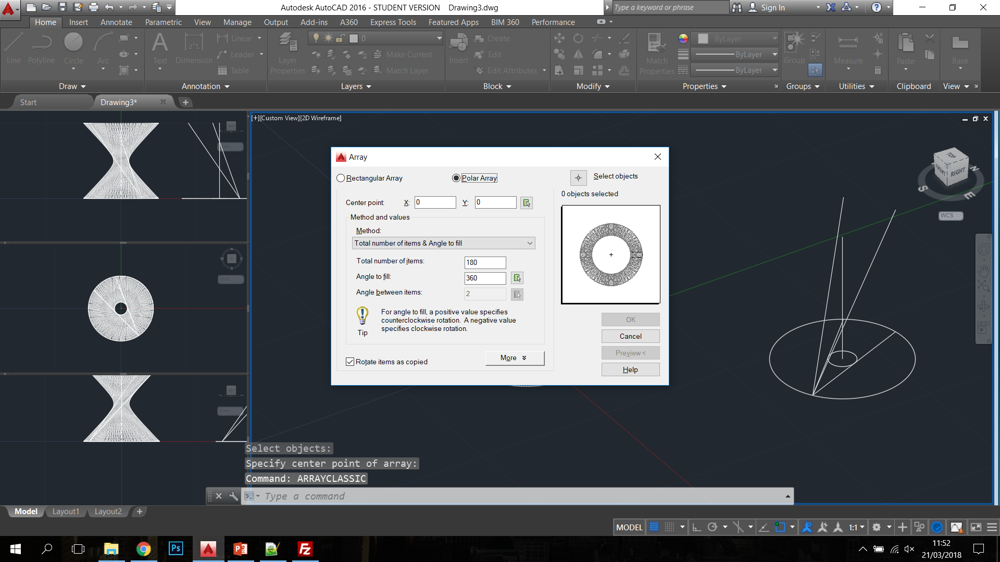 Autodesk AutoCAD 2016 - STUDENT VERSION Drawing3.dwg
Type a keyword or phrase
Sign In
Home Insert Annotate Parametric View Manage Output Add-ins A360 Express Tools Featured Apps BIM 360 Performance
Line Polyline Circle Arc
Draw
Text Dimension
Linear
Leader
Table
Annotation
Layer Properties
0
Make Current
Match Layer
Layers
Insert
Create
Edit
Edit Attributes
Block
Modify
Match Properties
ByLayer
ByLayer
ByLayer
Properties
Group
Groups
Measure
Utilities
Paste
Clipboard
Base
View
Start
Drawing3*
[+][Custom View][2D Wireframe]
TOP
FRONT RIGHT
N
S
E
WCS
N
W E
S
Array
Rectangular Array
Polar Array
Select objects
0 objects selected
Center point: X: 0 Y: 0
Method and values
Method:
Total number of items & Angle to fill
Total number of items: 180
Angle to fill: 360
Angle between items: 2
For angle to fill, a positive value specifies
counterclockwise rotation. A negative value
specifies clockwise rotation.
Tip
Rotate items as copied
More
OK
Cancel
Preview <
Help
Select objects:
Specify center point of array:
Command: ARRAYCLASSIC
Type a command
Model Layout1 Layout2
MODEL
1:1
Ps
11:52
21/03/2018